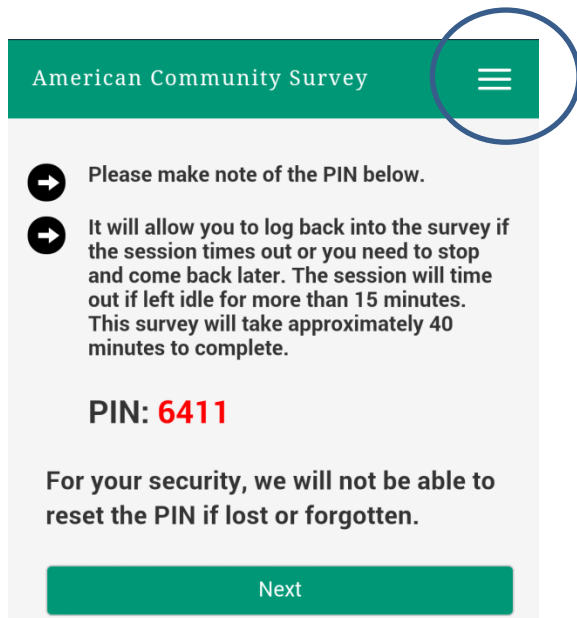 American Community Survey
Please make note of the PIN below.
It will allow you to log back into the survey if
the session times out or you need to stop
and come back later. The session will time
out if left idle for more than 15 minutes.
This survey will take approximately 40
minutes to complete.
PIN: 6411
For your security, we will not be able to
reset the PIN if lost or forgotten.
Next